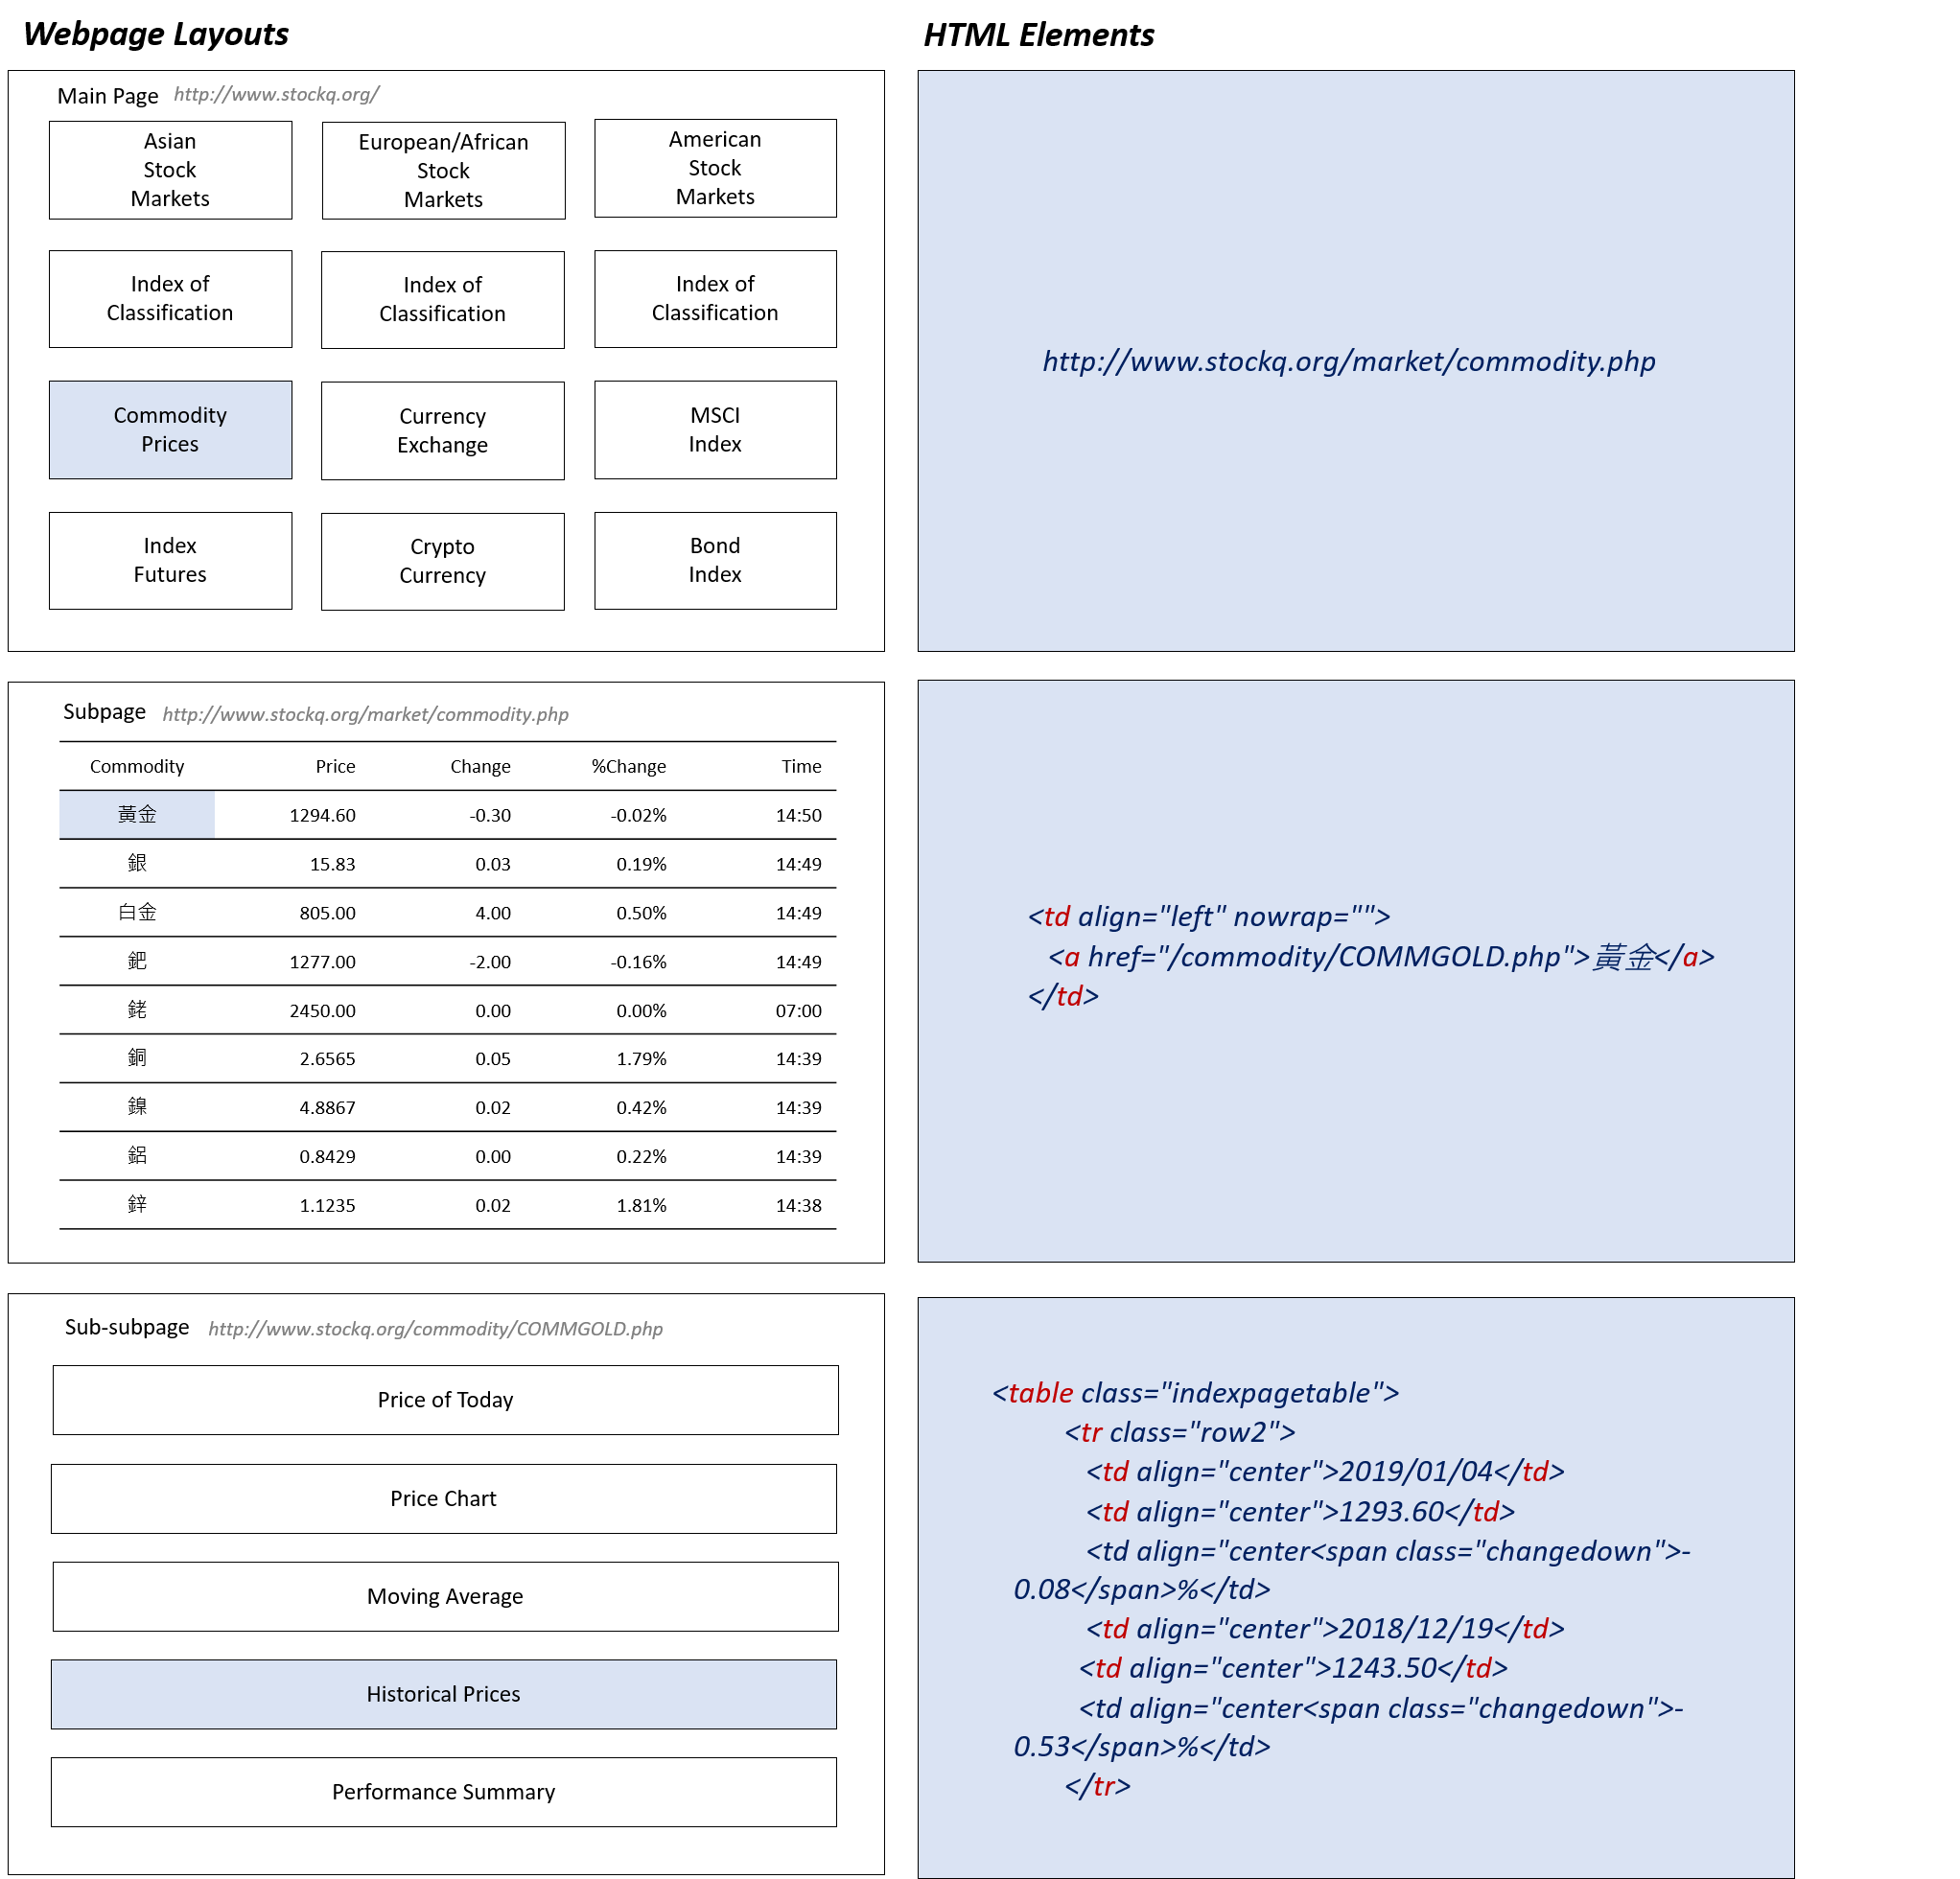 Webpage Layouts
HTML Elements
Main Page http://www.stockq.org/
Asian
Stock
Markets
European/African
Stock
Markets
American
Stock
Markets
Index of
Classification
Index of
Classification
Index of
Classification
Commodity
Prices
Currency
Exchange
MSCI
Index
Index
Futures
Crypto
Currency
Bond
Index
http://www.stockq.org/market/commodity.php
Subpage http://www.stockq.org/market/commodity.php
Commodity Price Change %Change Time
黃金 1294.60 -0.30 -0.02% 14:50
銀 15.83 0.03 0.19% 14:49
白金 805.00 4.00 0.50% 14:49
鈀 1277.00 -2.00 -0.16% 14:49
銠 2450.00 0.00 0.00% 07:00
銅 2.6565 0.05 1.79% 14:39
鎳 4.8867 0.02 0.42% 14:39
鋁 0.8429 0.00 0.22% 14:39
鋅 1.1235 0.02 1.81% 14:38
<td align="left" nowrap="">
<a href="/commodity/COMMGOLD.php">黃金</a>
</td>
Sub-subpage http://www.stockq.org/commodity/COMMGOLD.php
Price of Today
Price Chart
Moving Average
Historical Prices
Performance Summary
<table class="indexpagetable">
<tr class="row2">
<td align="center">2019/01/04</td>
<td align="center">1293.60</td>
<td align="center<span class="changedown">-
0.08</span>%</td>
<td align="center">2018/12/19</td>
<td align="center">1243.50</td>
<td align="center<span class="changedown">-
0.53</span>%</td>
</tr>